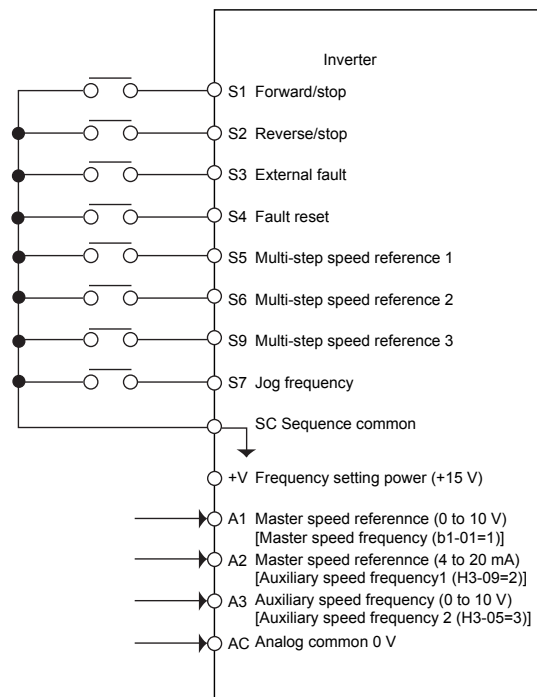 Inverter
S1 Forward/stop
S2 Reverse/stop
S3 External fault
S4 Fault reset
S5 Multi-step speed reference 1
S6 Multi-step speed reference 2
S9 Multi-step speed reference 3
S7 Jog frequency
SC Sequence common
+V Frequency setting power (+15 V)
A1 Master speed referennce (0 to 10 V)
[Master speed frequency (b1-01=1)]
A2 Master speed referennce (4 to 20 mA)
[Auxiliary speed frequency1 (H3-09=2)]
A3 Auxiliary speed frequency (0 to 10 V)
[Auxiliary speed frequency 2 (H3-05=3)]
AC Analog common 0 V